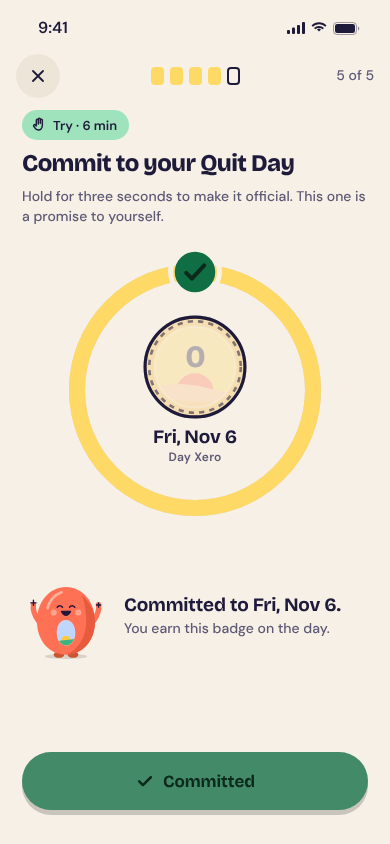 9:41
5 of 5
Try · 6 min
Commit to your Quit Day
Hold for three seconds to make it official. This one is
a promise to yourself.
0
Fri, Nov 6
Day Xero
Committed to Fri, Nov 6.
You earn this badge on the day.
Committed